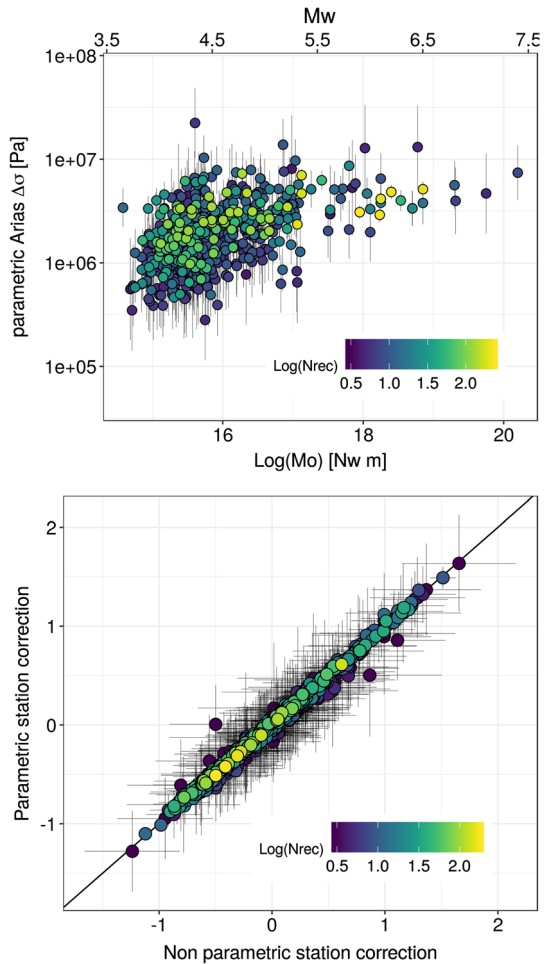 Mw
3.5 4.5 5.5 6.5 7.5
1e+08
1e+07
1e+06
1e+05
parametric Arias Δσ [Pa]
Log(Nrec)
0.5 1.0 1.5 2.0
16 18 20
Log(Mo) [Nw m]
2
1
0
-1
Parametric station correction
Log(Nrec)
0.5 1.0 1.5 2.0
-1 0 1 2
Non parametric station correction